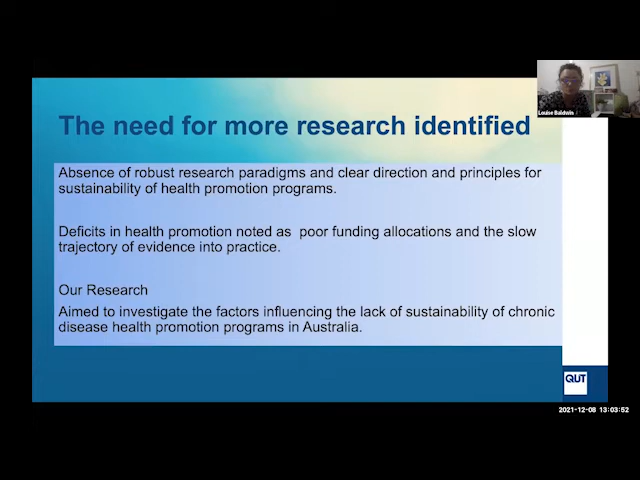 Louise Baldwin
The need for more research identified
Absence of robust research paradigms and clear direction and principles for
sustainability of health promotion programs.
Deficits in health promotion noted as  poor funding allocations and the slow
trajectory of evidence into practice.
Our Research
Aimed to investigate the factors influencing the lack of sustainability of chronic
disease health promotion programs in Australia.
QUT
2021-12-08 13:03:52